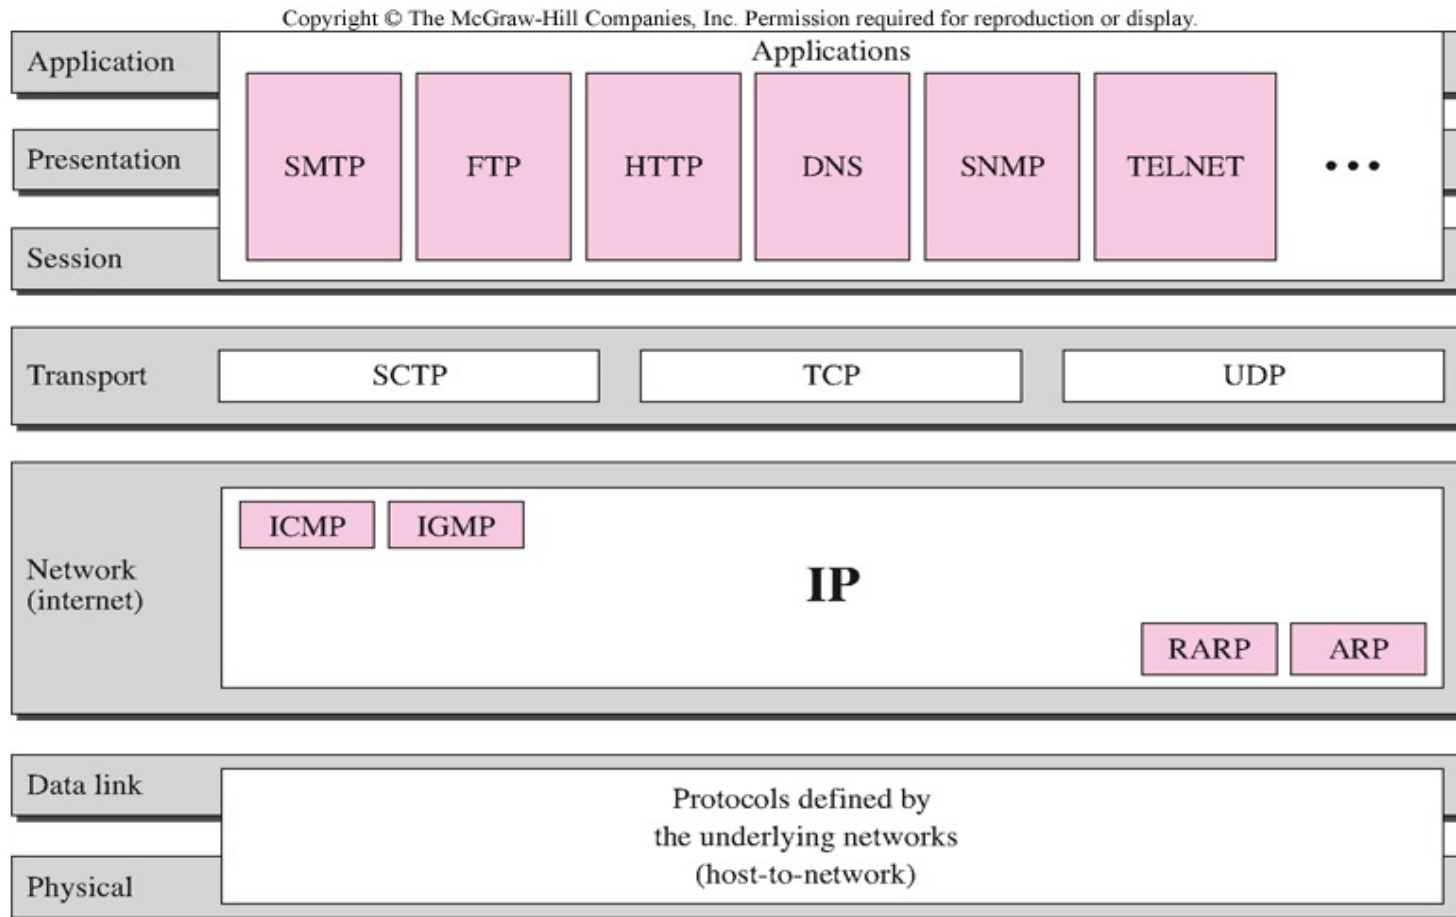 Copyright © The McGraw-Hill Companies, Inc. Permission required for reproduction or display.
Application
Applications
Presentation
SMTP
FTP
HTTP
DNS
SNMP
TELNET
•••
Session
Transport
SCTP
TCP
UDP
Network
(internet)
ICMP
IGMP
IP
RARP
ARP
Data link
Protocols defined by
the underlying networks
(host-to-network)
Physical